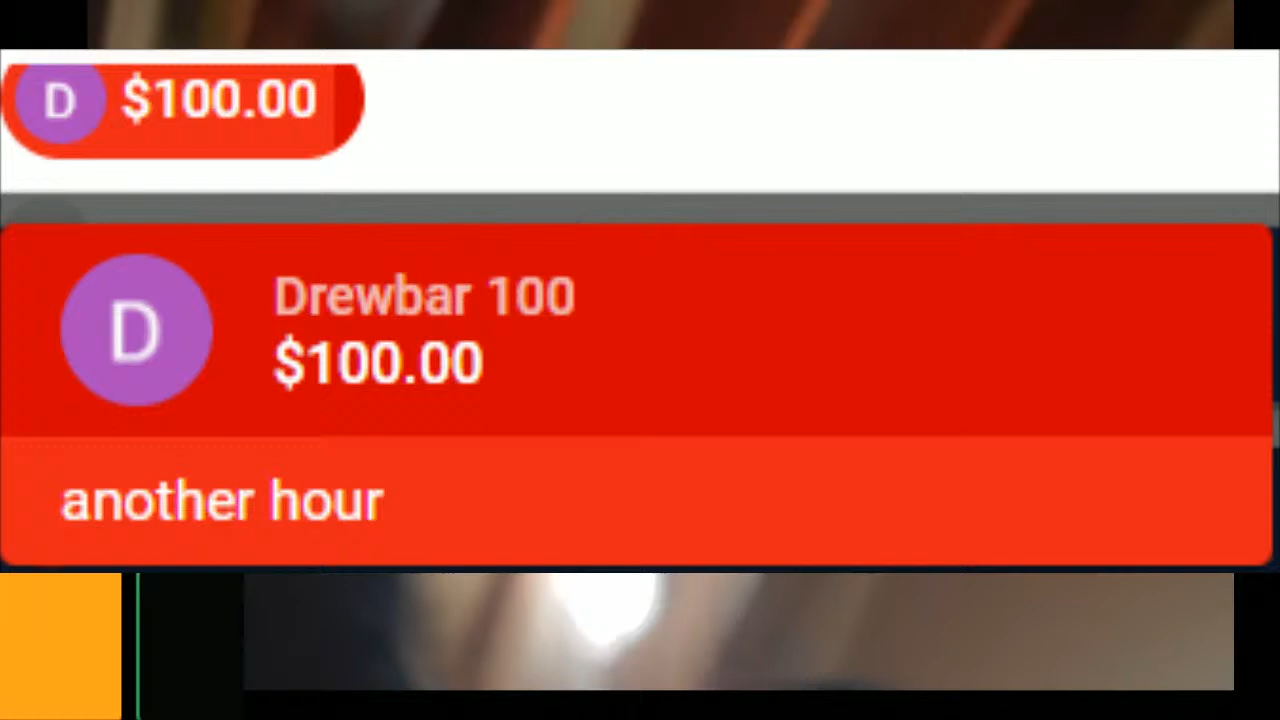 D $100.00
D
Drewbar 100
$100.00
another hour